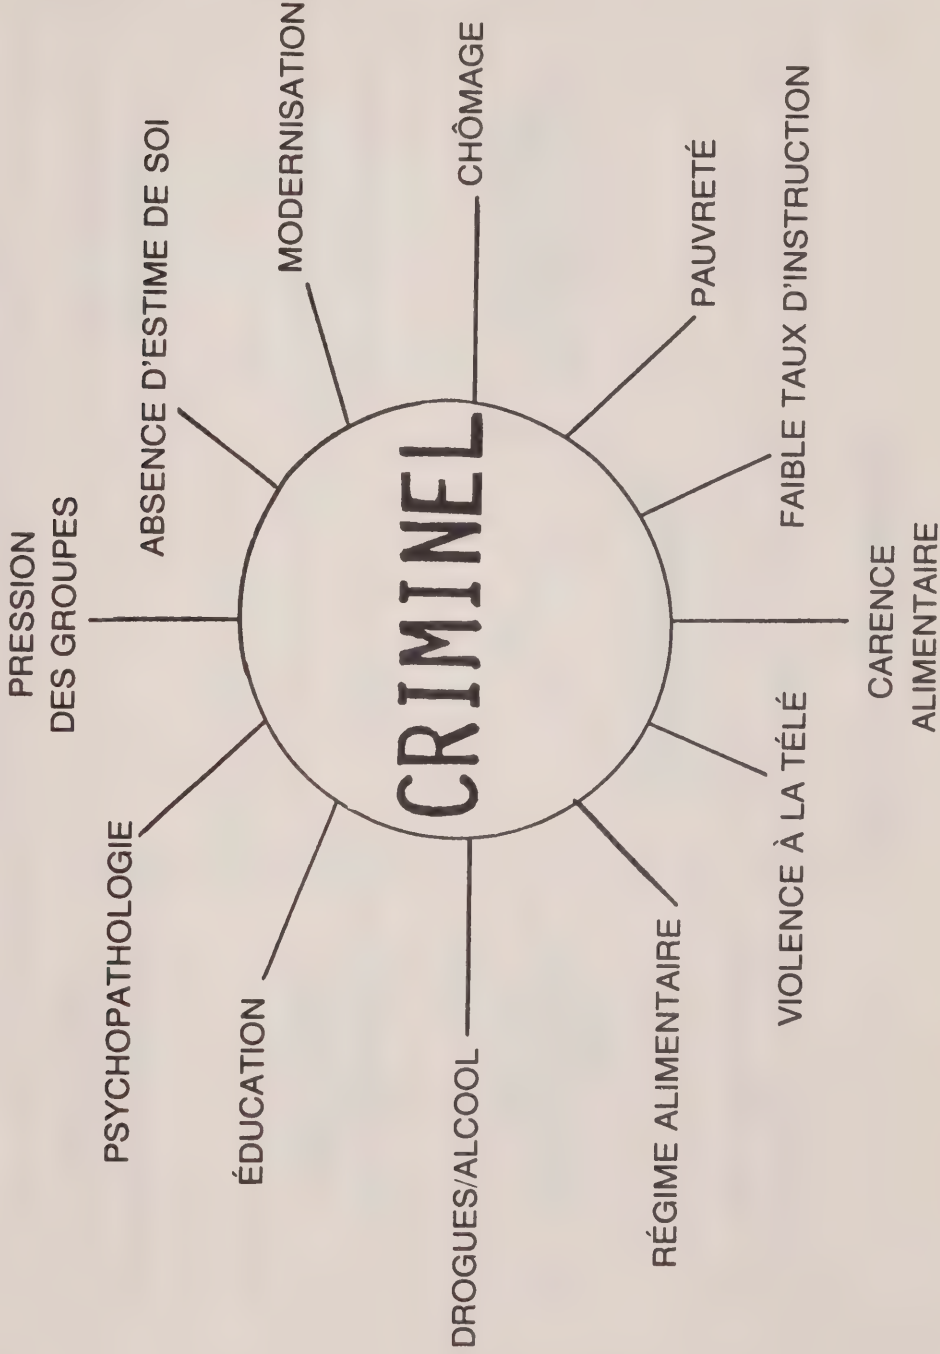 PRESSION
DES GROUPES
ABSENCE D'ESTIME DE SOI
MODERNISATION
CHÔMAGE
PAUVRETÉ
FAIBLE TAUX D'INSTRUCTION
CARENCE
ALIMENTAIRE
VIOLENCE À LA TÉLÉ
RÉGIME ALIMENTAIRE
DROGUES/ALCOOL
ÉDUCATION
PSYCHOPATHOLOGIE
CRIMINEL